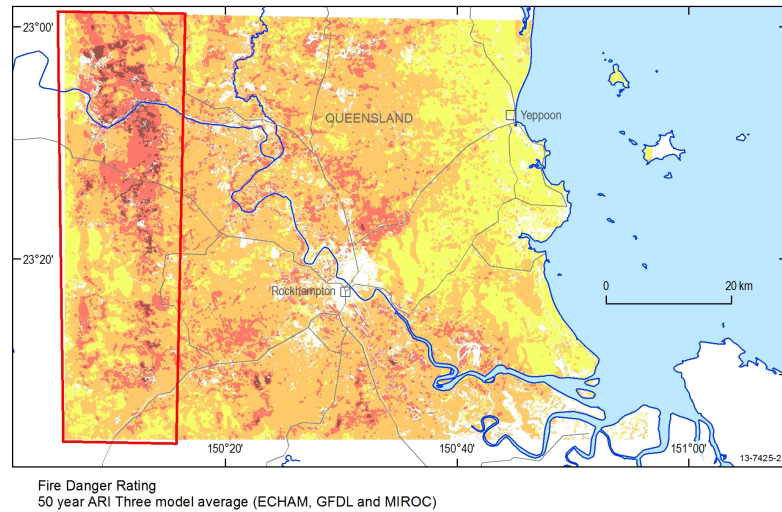 23°00'
QUEENSLAND
Yeppoon
23°20'
Rockhampton
0 20 km
150°20' 150°40' 151°00'
13-7425-2
Fire Danger Rating
50 year ARI Three model average (ECHAM, GFDL and MIROC)